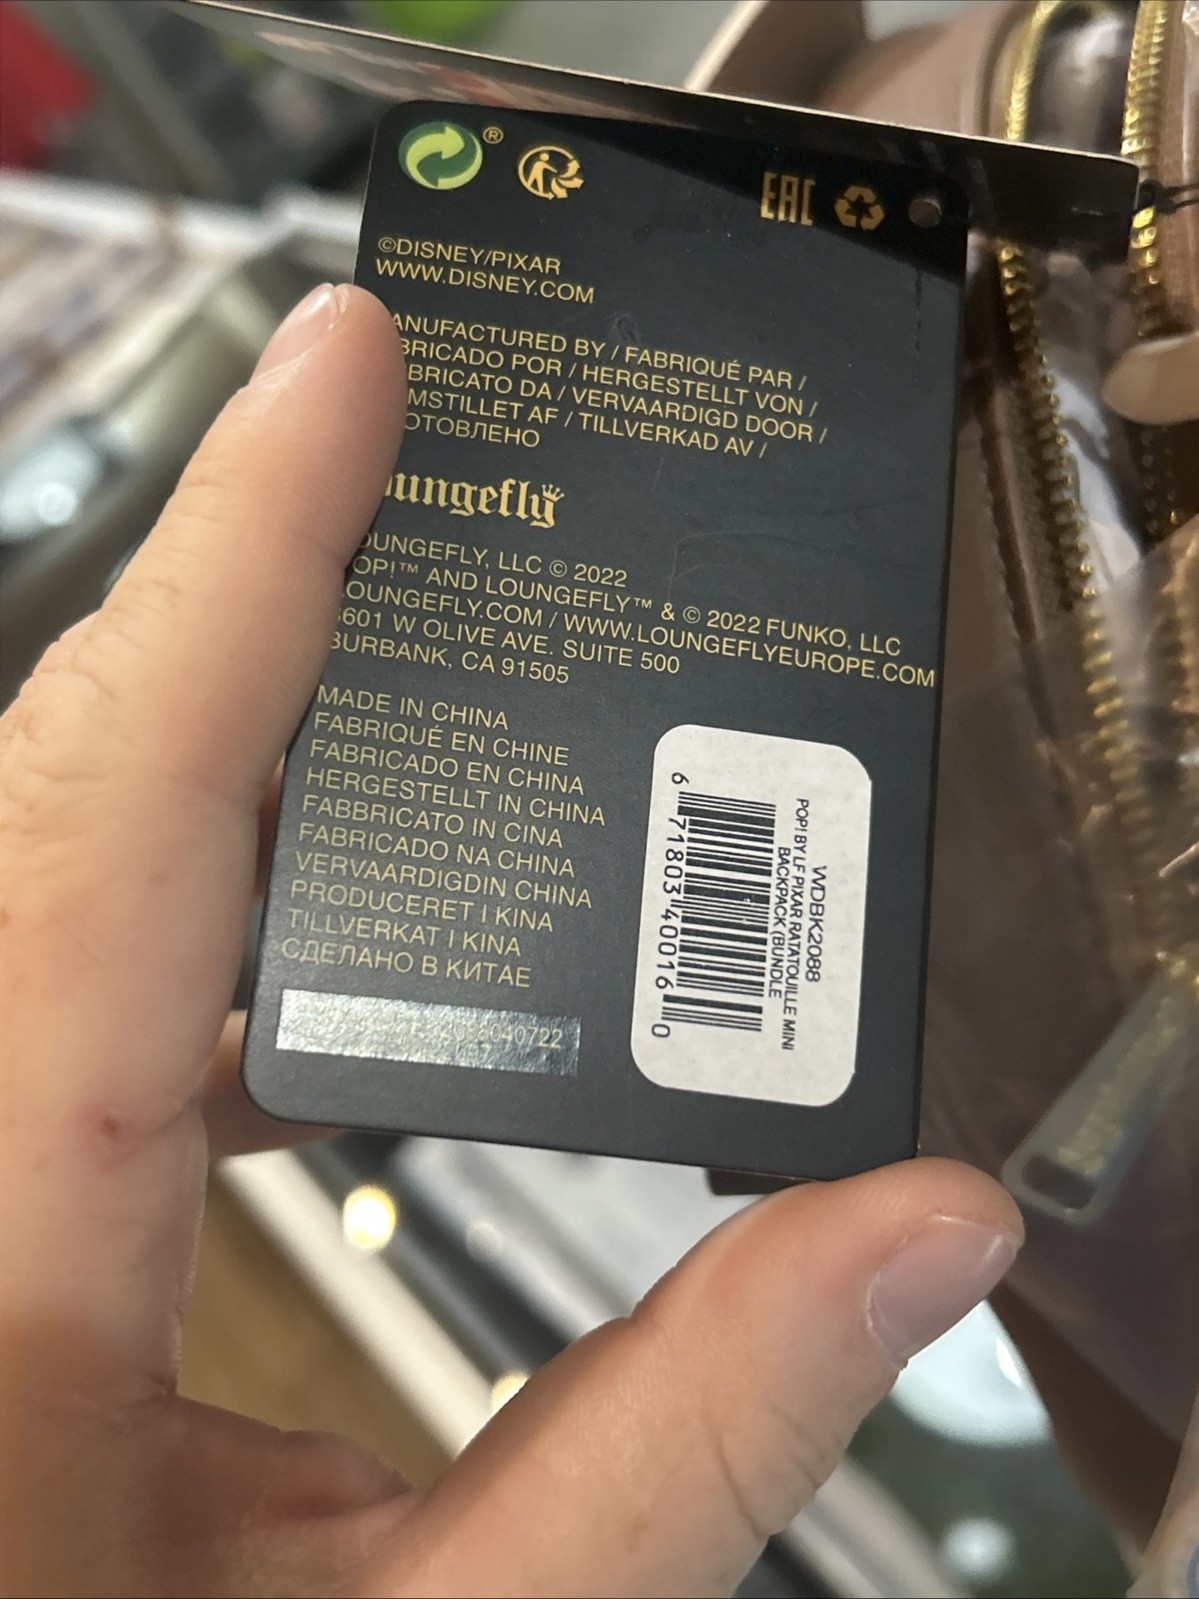 ®
EAC
©DISNEY/PIXAR
WWW.DISNEY.COM
ANUFACTURED BY / FABRIQUÉ PAR /
BRICADO POR / HERGESTELLT VON /
BRICATO DA / VERVAARDIGD DOOR /
MSTILLET AF / TILLVERKAD AV /
ОТОВЛЕНО
oungefly
OUNGEFLY, LLC © 2022
OP!™ AND LOUNGEFLY™ & © 2022 FUNKO, LLC
LOUNGEFLY.COM / WWW.LOUNGEFLYEUROPE.COM
601 W OLIVE AVE. SUITE 500
BURBANK, CA 91505
MADE IN CHINA
FABRIQUÉ EN CHINE
FABRICADO EN CHINA
HERGESTELLT IN CHINA
FABBRICATO IN CINA
FABRICADO NA CHINA
VERVAARDIGDIN CHINA
PRODUCERET I KINA
TILLVERKAT I KINA
СДЕЛАНО В КИТАЕ
WDBK2088
POP! BY LF PIXAR RATATOUILLE MINI
BACKPACK (BUNDLE
6 71803 40016 0